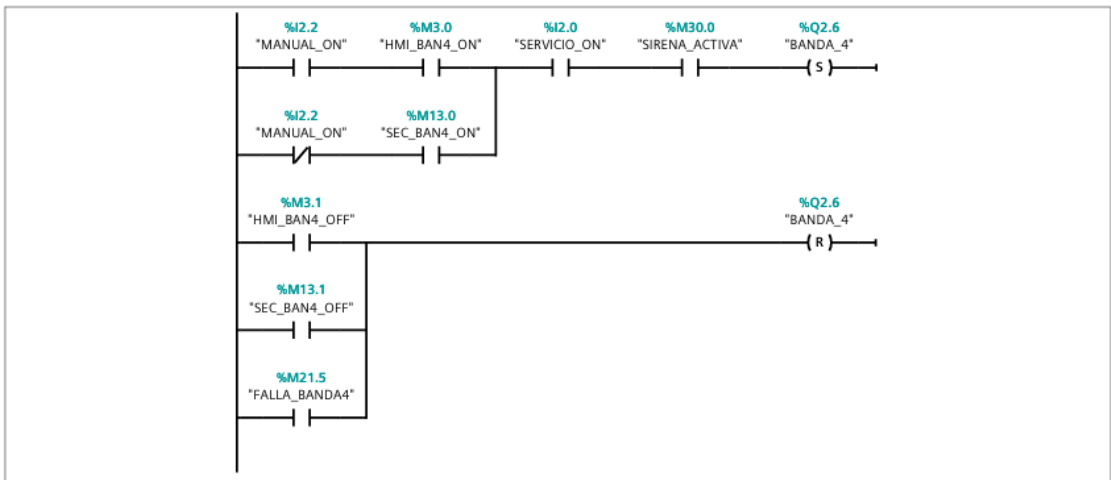 %I2.2 %M3.0 %I2.0 %M30.0 %Q2.6
"MANUAL_ON" "HMI_BAN4_ON" "SERVICIO_ON" "SIRENA_ACTIVA" "BANDA_4"
S
%I2.2 %M13.0
"MANUAL_ON" "SEC_BAN4_ON"
%M3.1 %Q2.6
"HMI_BAN4_OFF" "BANDA_4"
R
%M13.1
"SEC_BAN4_OFF"
%M21.5
"FALLA_BANDA4"